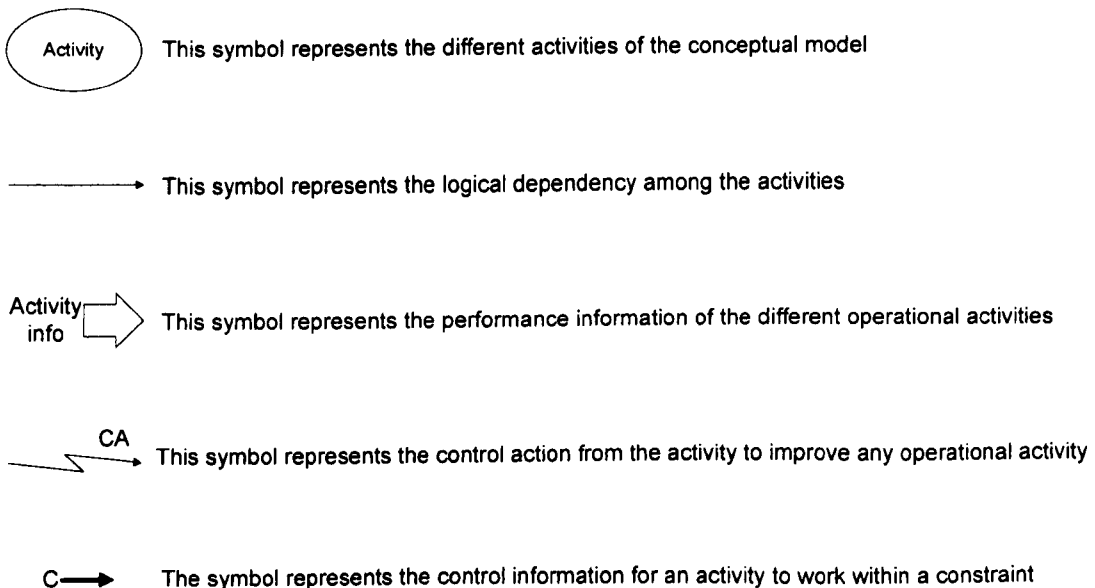 Activity This symbol represents the different activities of the conceptual model
This symbol represents the logical dependency among the activities
Activity
info This symbol represents the performance information of the different operational activities
CA
This symbol represents the control action from the activity to improve any operational activity
C The symbol represents the control information for an activity to work within a constraint